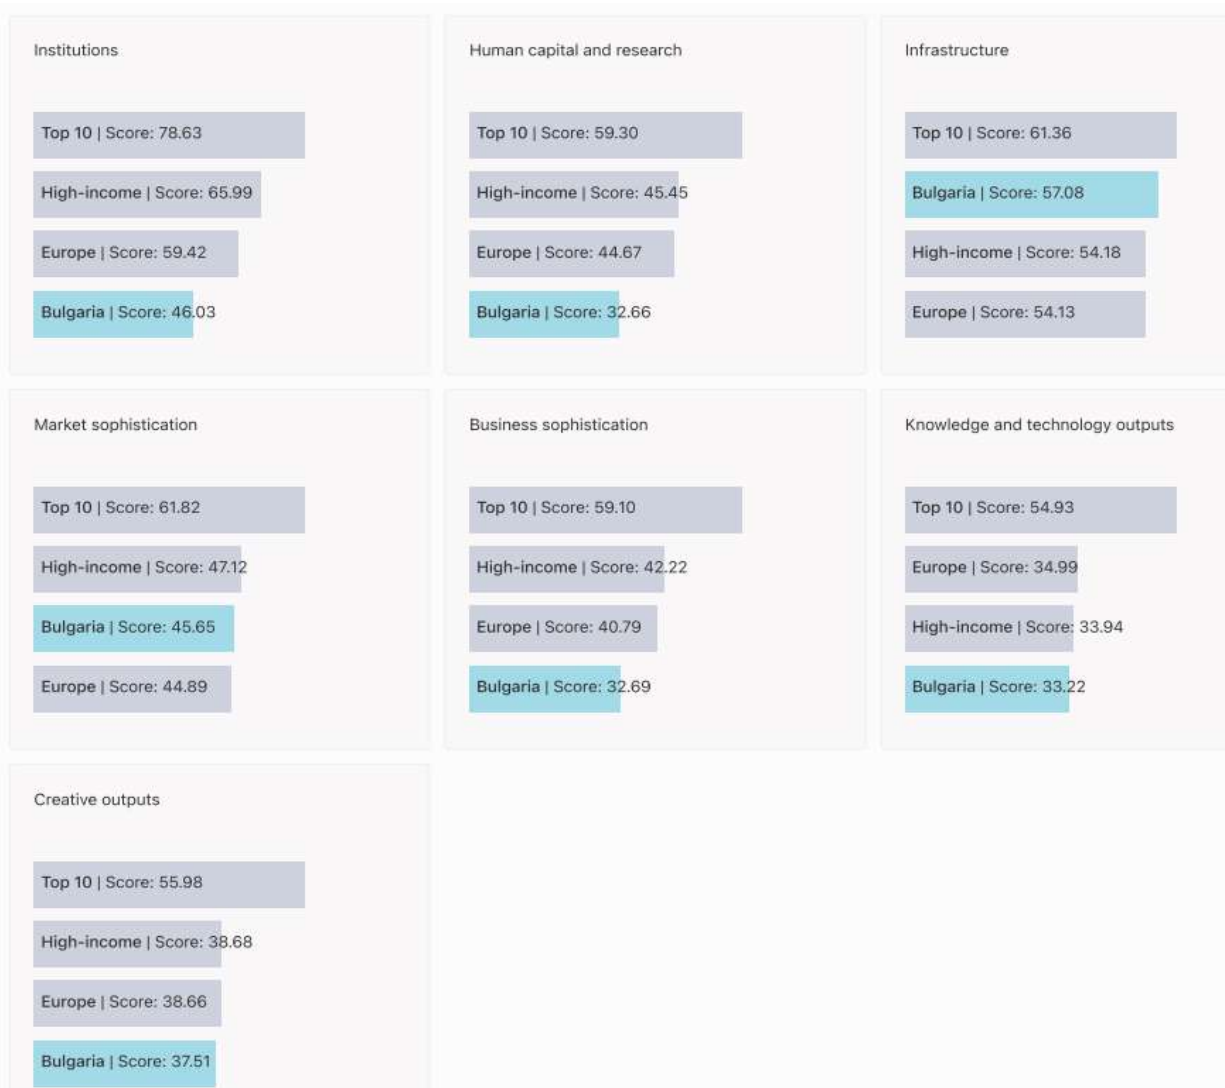 Institutions
Top 10 | Score: 78.63
High-income | Score: 65.99
Europe | Score: 59.42
Bulgaria | Score: 46.03
Human capital and research
Top 10 | Score: 59.30
High-income | Score: 45.45
Europe | Score: 44.67
Bulgaria | Score: 32.66
Infrastructure
Top 10 | Score: 61.36
Bulgaria | Score: 57.08
High-income | Score: 54.18
Europe | Score: 54.13
Market sophistication
Top 10 | Score: 61.82
High-income | Score: 47.12
Bulgaria | Score: 45.65
Europe | Score: 44.89
Business sophistication
Top 10 | Score: 59.10
High-income | Score: 42.22
Europe | Score: 40.79
Bulgaria | Score: 32.69
Knowledge and technology outputs
Top 10 | Score: 54.93
Europe | Score: 34.99
High-income | Score: 33.94
Bulgaria | Score: 33.22
Creative outputs
Top 10 | Score: 55.98
High-income | Score: 38.68
Europe | Score: 38.66
Bulgaria | Score: 37.51